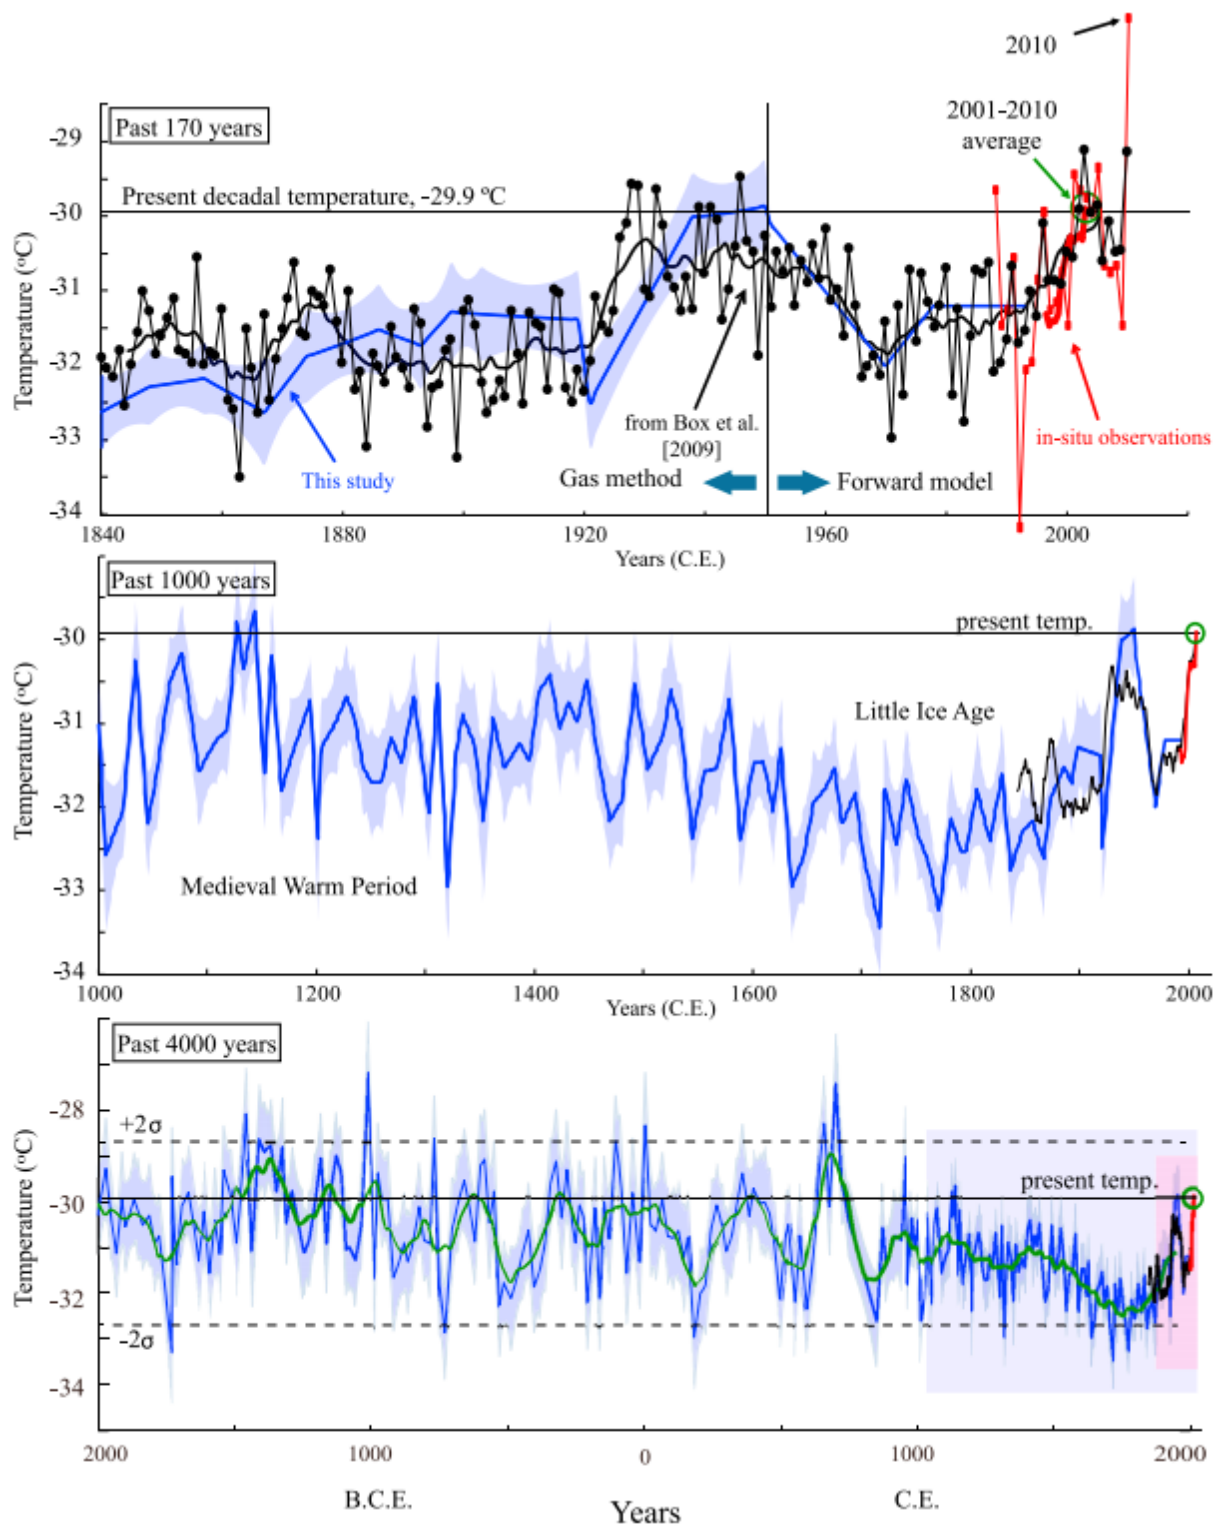 2010
2001-2010
average
Past 170 years
Present decadal temperature, -29.9 ºC
Temperature (ºC)
-29
-30
-31
-32
-33
-34
This study
from Box et al.
[2009]
in-situ observations
Gas method
Forward model
1840
1880
1920
1960
2000
Years (C.E.)
Past 1000 years
present temp.
Temperature (ºC)
-30
-31
-32
-33
-34
Little Ice Age
Medieval Warm Period
1000
1200
1400
1600
1800
2000
Years (C.E.)
Past 4000 years
Temperature (ºC)
-28
-30
-32
-34
+2σ
present temp.
-2σ
2000
1000
0
1000
2000
B.C.E.
Years
C.E.